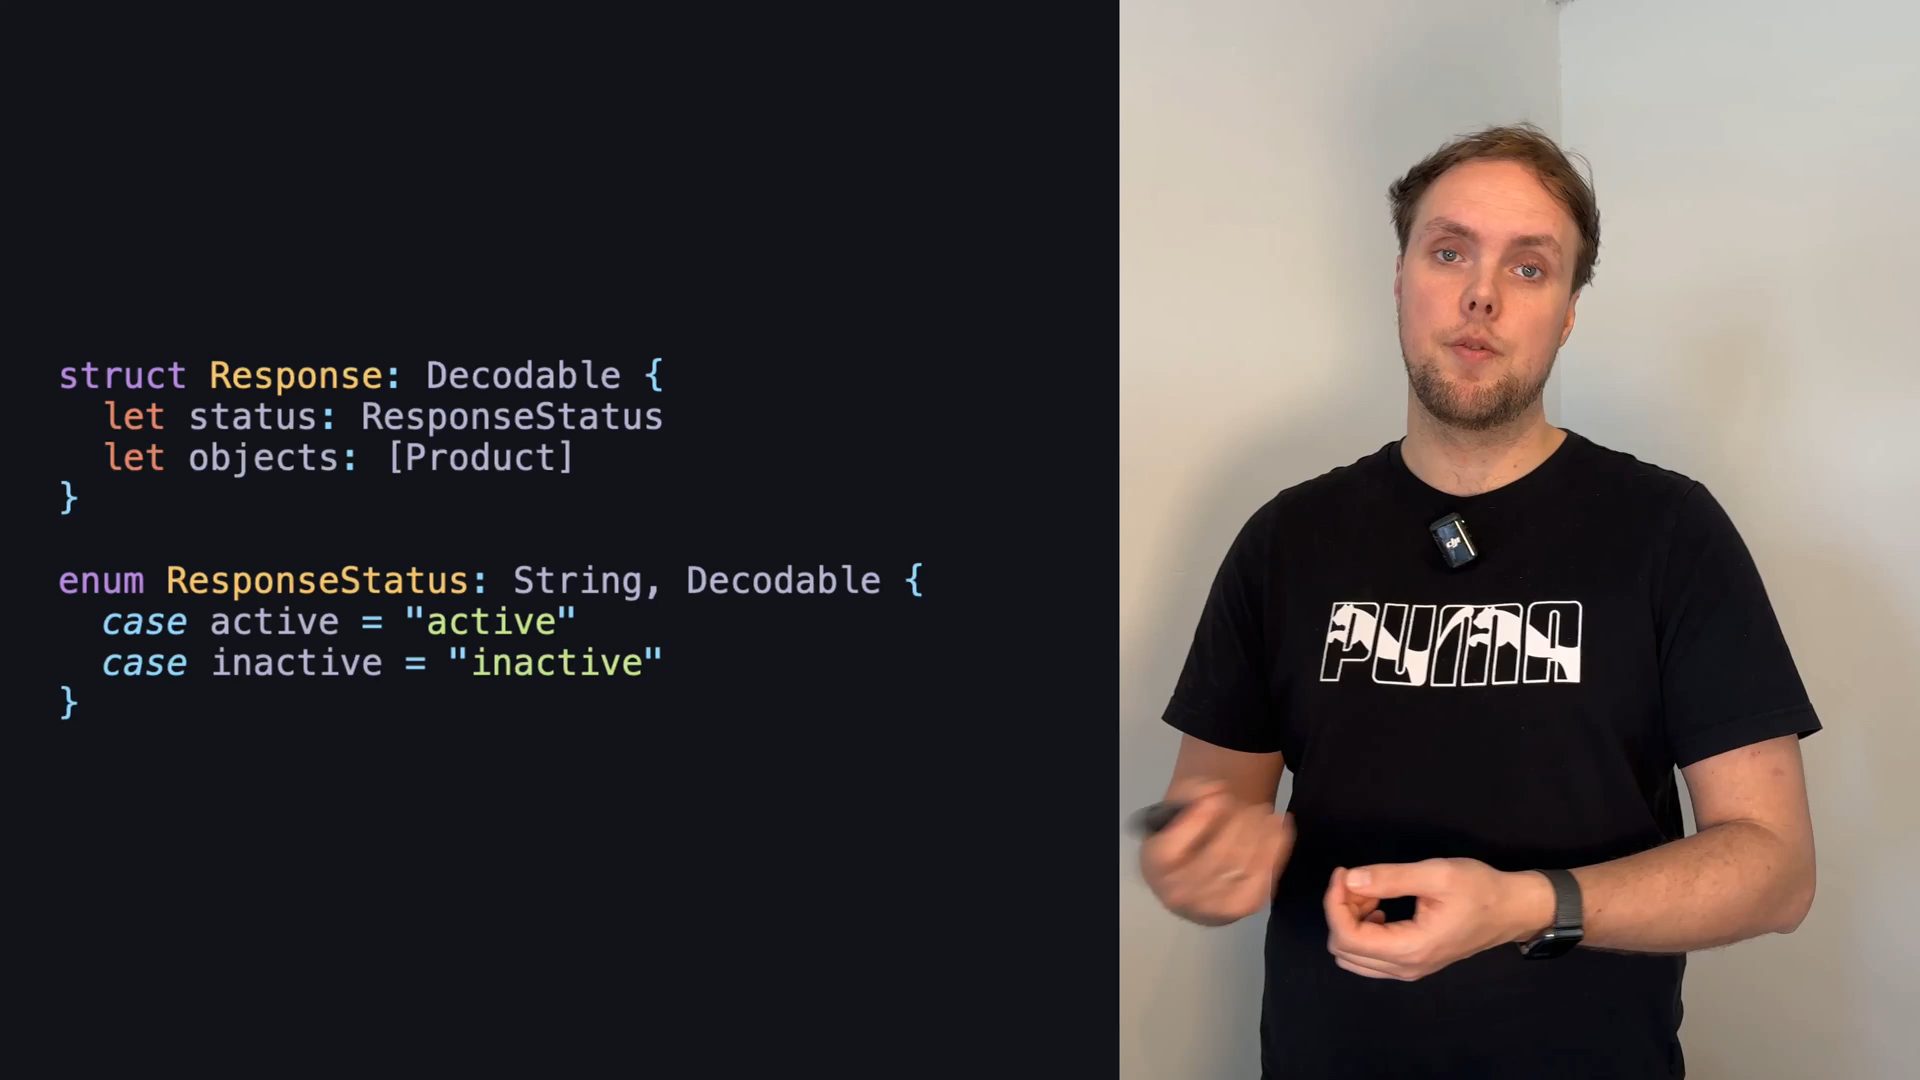 struct Response: Decodable {
let status: ResponseStatus
let objects: [Product]
}
enum ResponseStatus: String, Decodable {
case active = "active"
case inactive = "inactive"
}
dji
PUMA